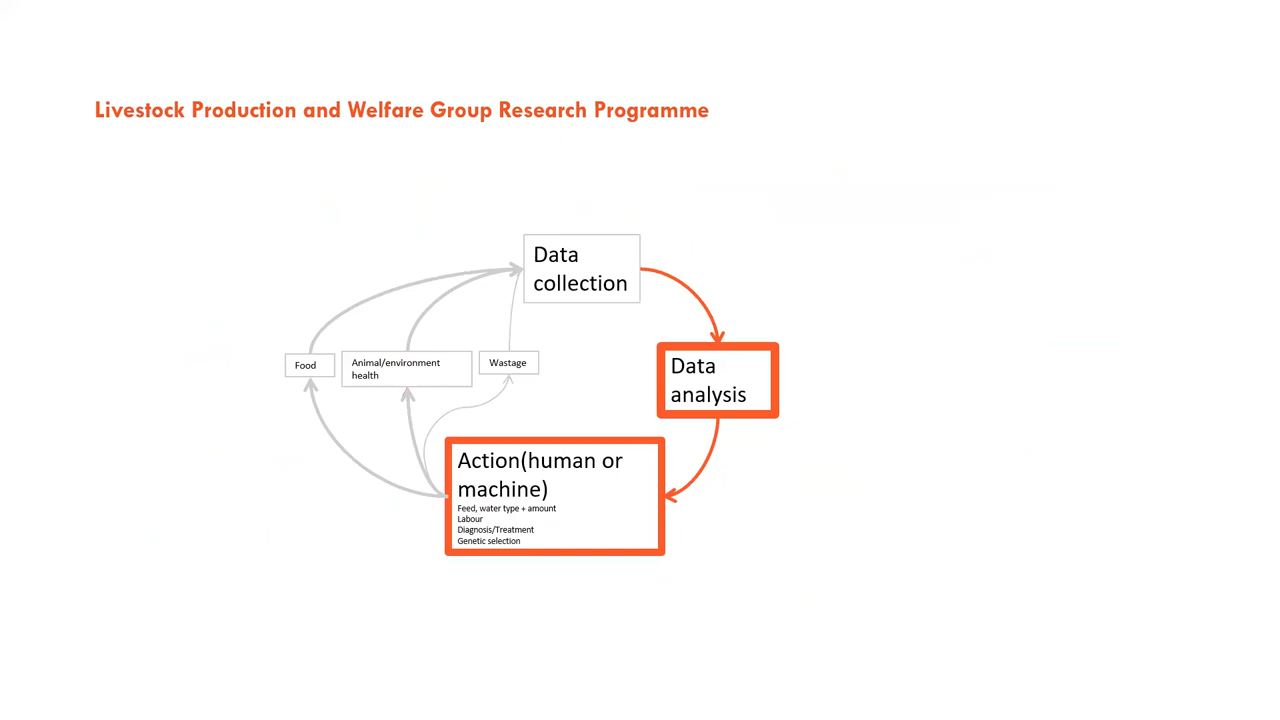 Livestock Production and Welfare Group Research Programme
Data
collection
Food
Animal/environment
health
Wastage
Data
analysis
Action(human or
machine)
Feed, water type + amount
Labour
Diagnosis/Treatment
Genetic selection